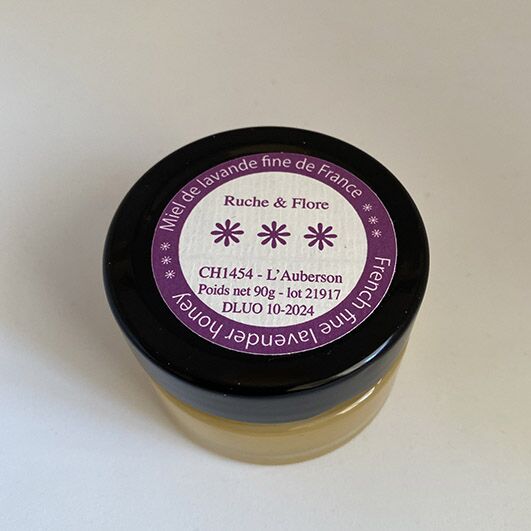 Miel de lavande fine de France
Ruche & Flore
CH1454 - L'Auberson
Poids net 90g - lot 21917
DLUO 10-2024
French fine lavender honey